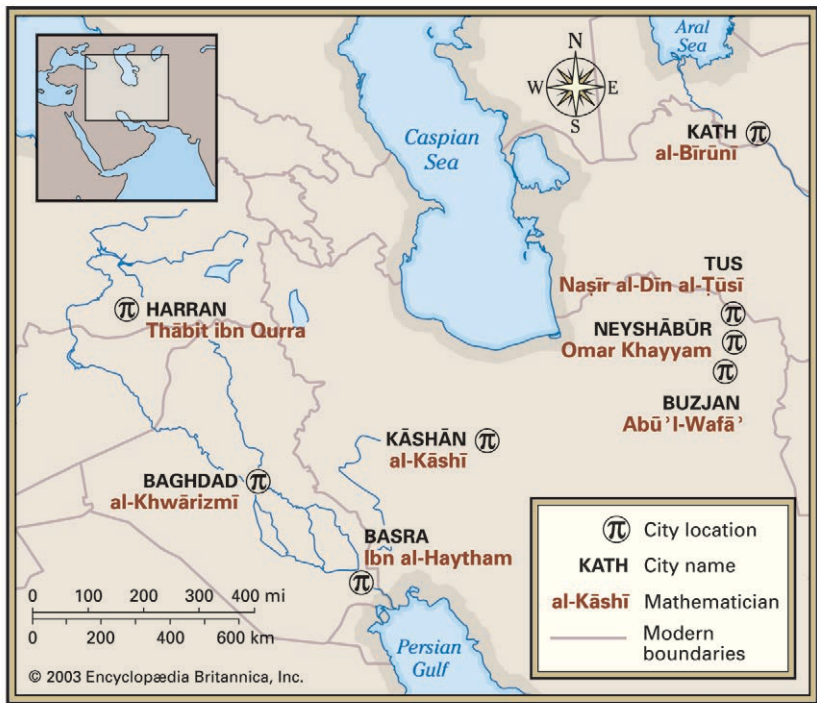 Aral
Sea
N
W E
S
KATH π
al-Bīrūnī
Caspian
Sea
TUS
Naṣīr al-Dīn al-Ṭūsī
π
π HARRAN
Thābit ibn Qurra
NEYSHĀBŪR
π
Omar Khayyam
π
BUZJAN
Abū ʾl-Wafāʾ
KĀSHĀN π
al-Kāshī
BAGHDAD π
al-Khwārizmī
BASRA
Ibn al-Haytham
π
Persian
Gulf
0 100 200 300 400 mi
0 200 400 600 km
© 2003 Encyclopædia Britannica, Inc.
π City location
KATH City name
al-Kāshī Mathematician
Modern
boundaries